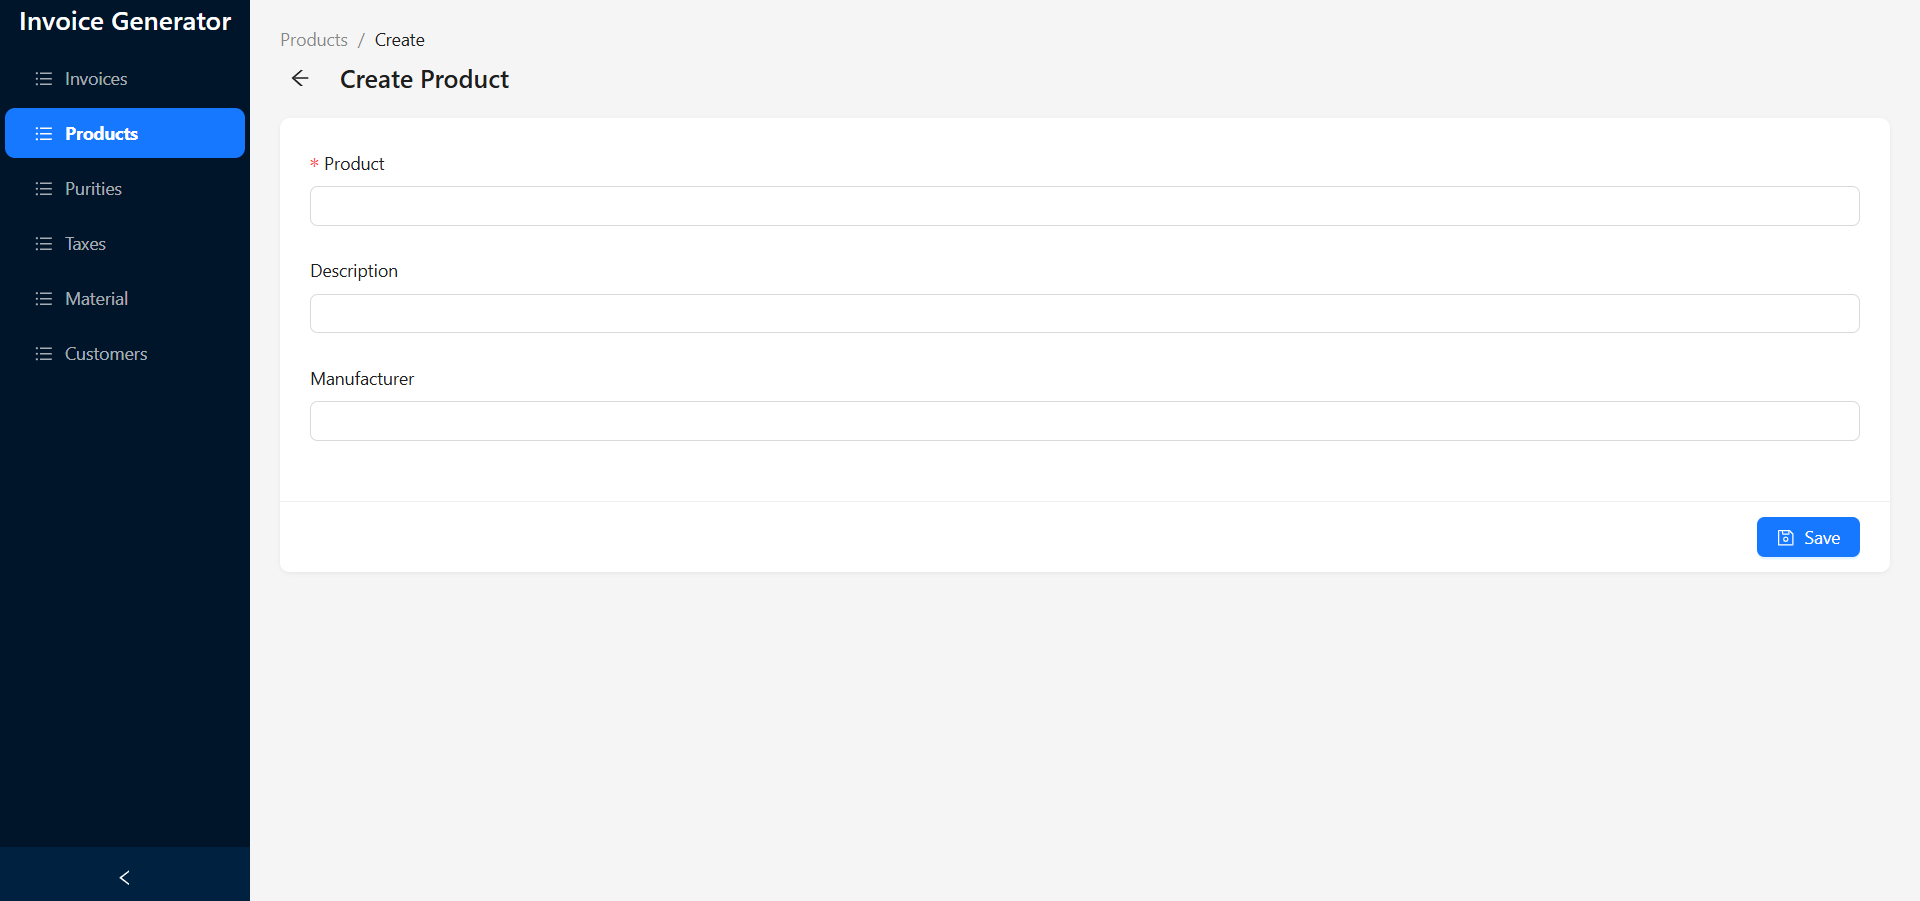 Invoice Generator
Invoices
Products
Purities
Taxes
Material
Customers
Products / Create
Create Product
* Product
Description
Manufacturer
Save